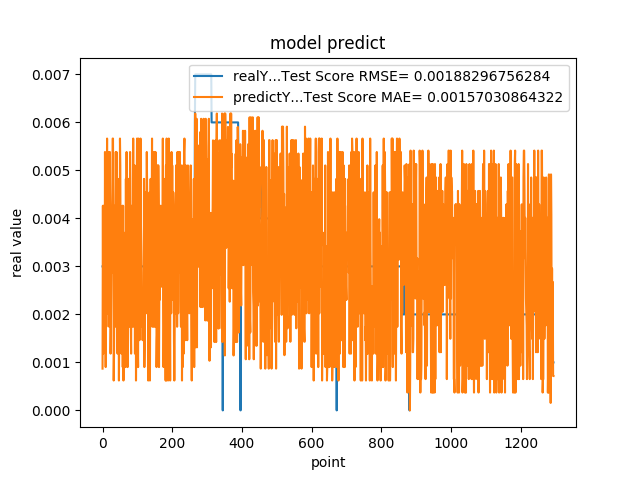 model predict
realY...Test Score RMSE= 0.00188296756284
predictY...Test Score MAE= 0.00157030864322
0.007
0.006
0.005
0.004
0.003
0.002
0.001
0.000
real value
0 200 400 600 800 1000 1200
point